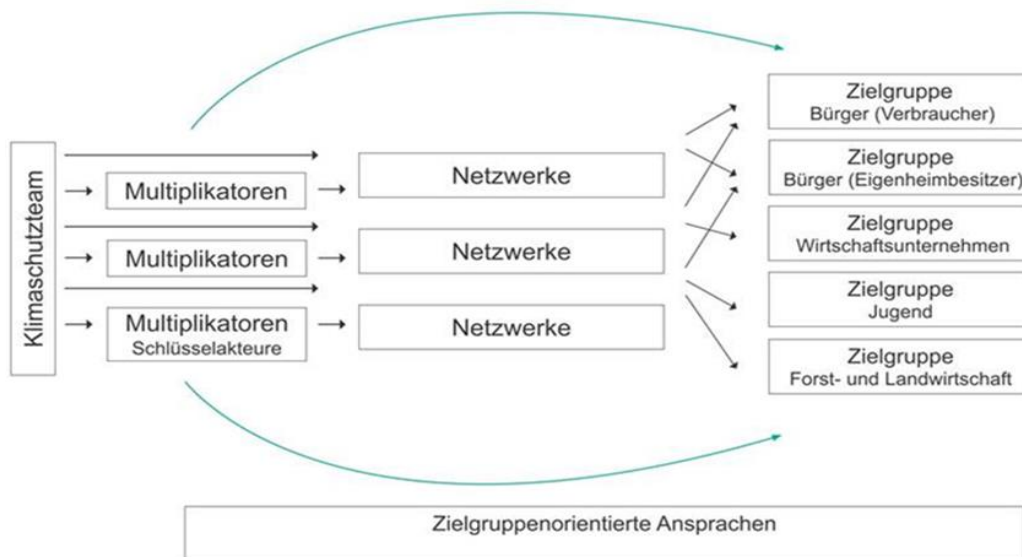 Klimaschutzteam
Multiplikatoren
Multiplikatoren
Multiplikatoren
Schlüsselakteure
Netzwerke
Netzwerke
Netzwerke
Zielgruppe
Bürger (Verbraucher)
Zielgruppe
Bürger (Eigenheimbesitzer)
Zielgruppe
Wirtschaftsunternehmen
Zielgruppe
Jugend
Zielgruppe
Forst- und Landwirtschaft
Zielgruppenorientierte Ansprachen